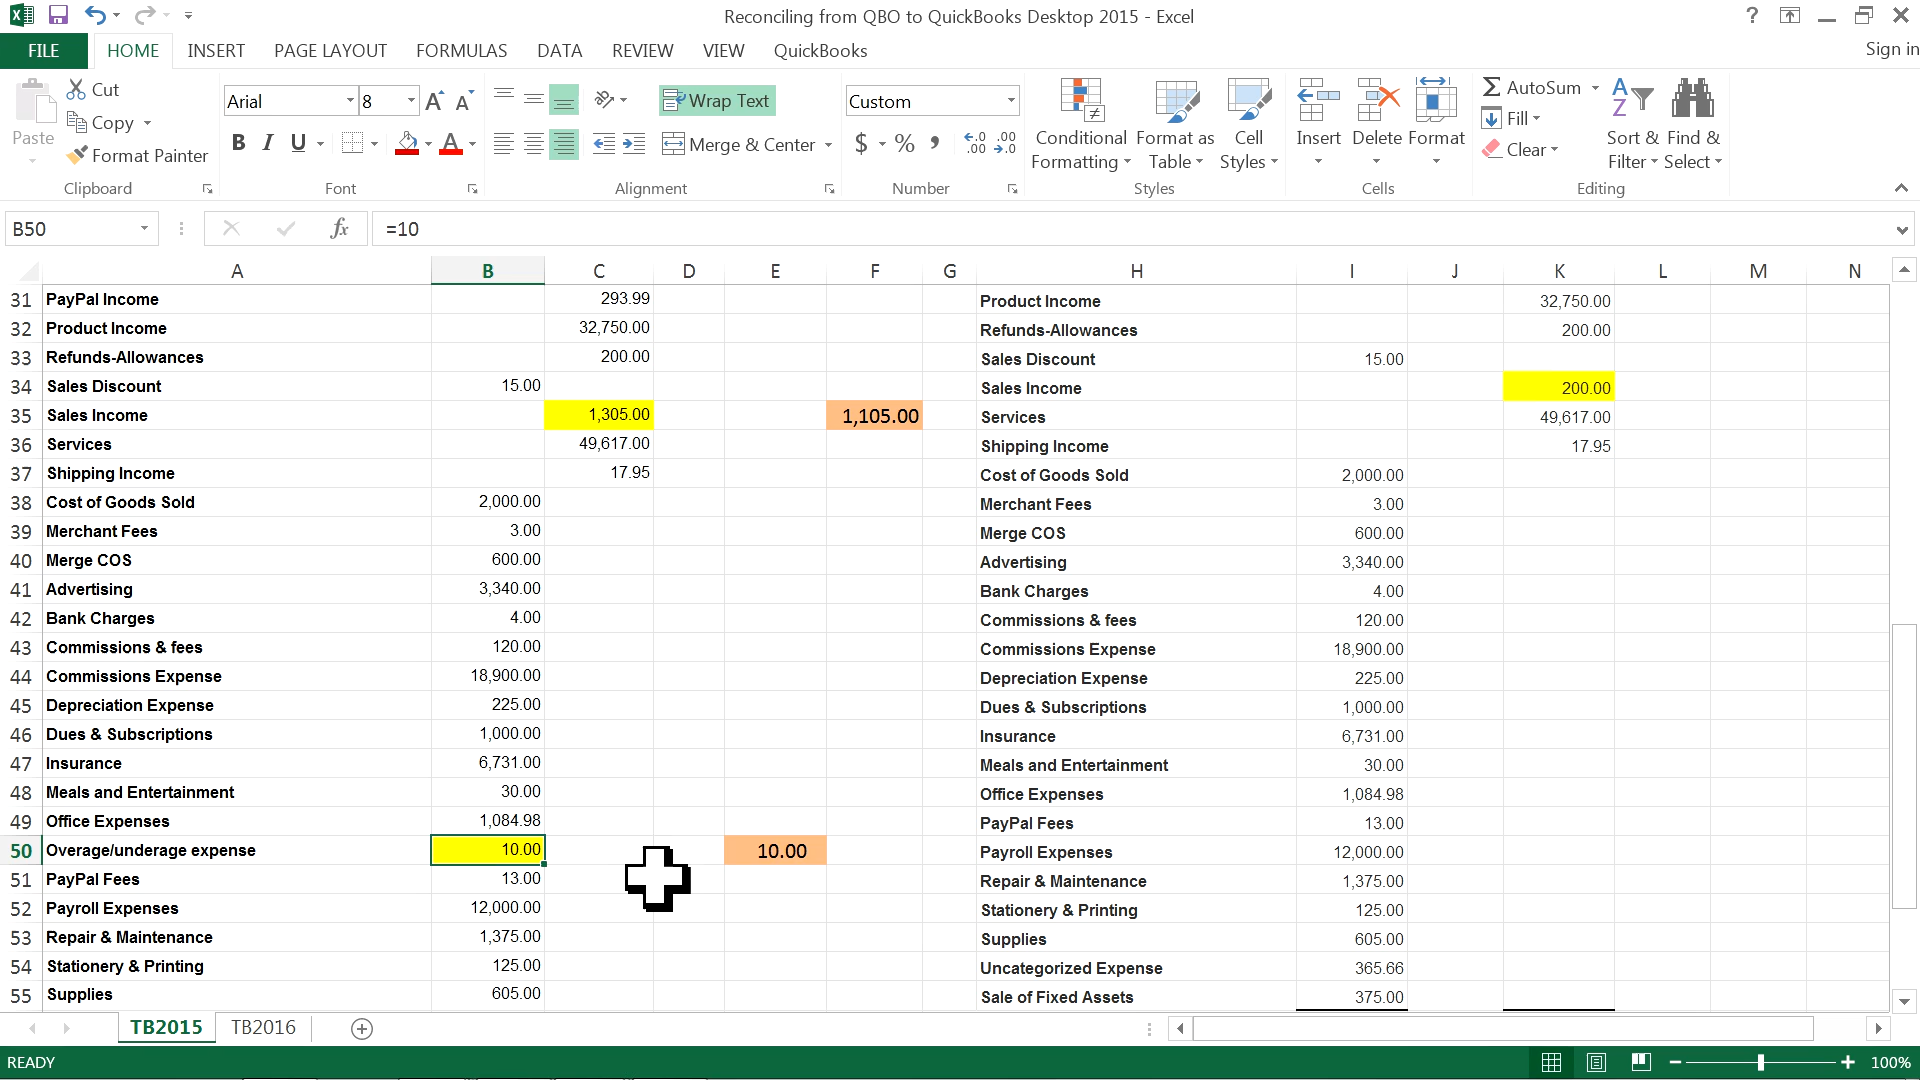 Reconciling from QBO to QuickBooks Desktop 2015 - Excel
?
FILE HOME INSERT PAGE LAYOUT FORMULAS DATA REVIEW VIEW QuickBooks Sign in
Paste Cut Copy Format Painter
Arial 8 A A
B I U A
Wrap Text
Merge & Center
Custom
$ % ,
Conditional Formatting Format as Table Cell Styles
Insert Delete Format
AutoSum Fill Clear Sort & Filter Find & Select
Clipboard Font Alignment Number Styles Cells Editing
B50 fx =10
A B C D E F G H I J K L M N
31 PayPal Income 293.99 Product Income 32,750.00
32 Product Income 32,750.00 Refunds-Allowances 200.00
33 Refunds-Allowances 200.00 Sales Discount 15.00
34 Sales Discount 15.00 Sales Income 200.00
35 Sales Income 1,305.00 1,105.00 Services 49,617.00
36 Services 49,617.00 Shipping Income 17.95
37 Shipping Income 17.95 Cost of Goods Sold 2,000.00
38 Cost of Goods Sold 2,000.00 Merchant Fees 3.00
39 Merchant Fees 3.00 Merge COS 600.00
40 Merge COS 600.00 Advertising 3,340.00
41 Advertising 3,340.00 Bank Charges 4.00
42 Bank Charges 4.00 Commissions & fees 120.00
43 Commissions & fees 120.00 Commissions Expense 18,900.00
44 Commissions Expense 18,900.00 Depreciation Expense 225.00
45 Depreciation Expense 225.00 Dues & Subscriptions 1,000.00
46 Dues & Subscriptions 1,000.00 Insurance 6,731.00
47 Insurance 6,731.00 Meals and Entertainment 30.00
48 Meals and Entertainment 30.00 Office Expenses 1,084.98
49 Office Expenses 1,084.98 PayPal Fees 13.00
50 Overage/underage expense 10.00 10.00 Payroll Expenses 12,000.00
51 PayPal Fees 13.00 Repair & Maintenance 1,375.00
52 Payroll Expenses 12,000.00 Stationery & Printing 125.00
53 Repair & Maintenance 1,375.00 Supplies 605.00
54 Stationery & Printing 125.00 Uncategorized Expense 365.66
55 Supplies 605.00 Sale of Fixed Assets 375.00
TB2015 TB2016
READY 100%